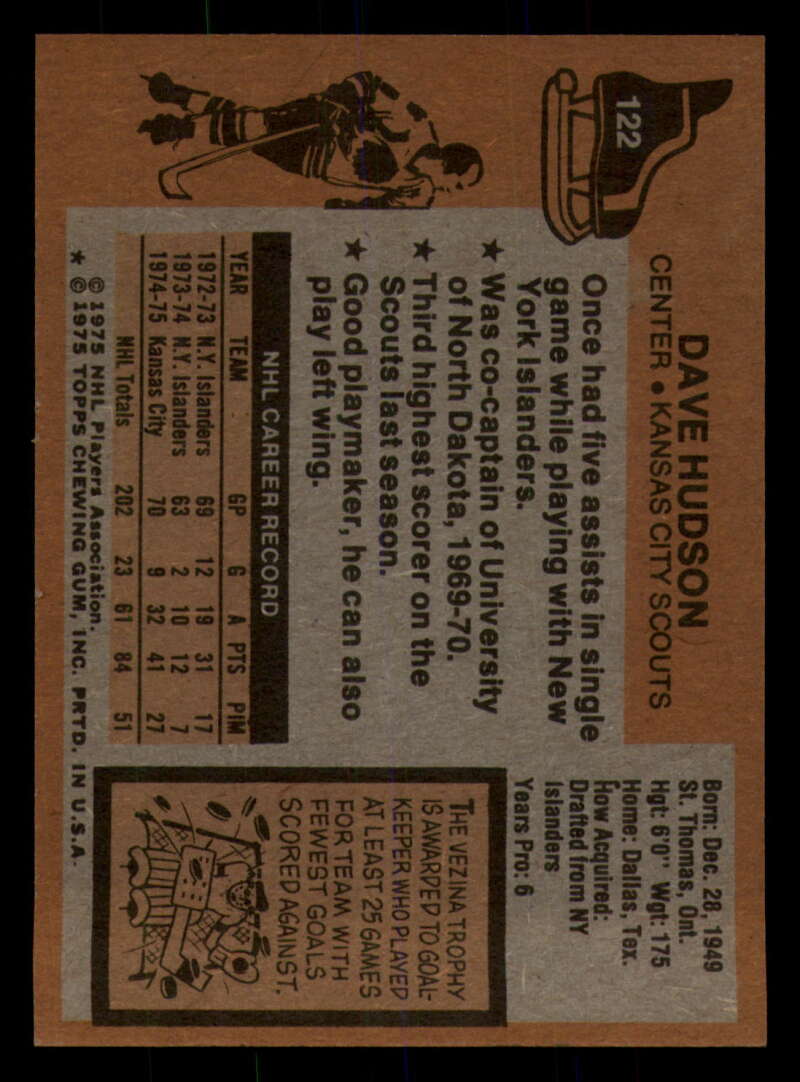 122
DAVE HUDSON
CENTER • KANSAS CITY SCOUTS
Once had five assists in single
game while playing with New
York Islanders.
★ Was co-captain of University
of North Dakota, 1969-70.
★ Third highest scorer on the
Scouts last season.
★ Good playmaker, he can also
play left wing.
Born: Dec. 28, 1949
St. Thomas, Ont.
Hgt: 6'0" Wgt: 175
Home: Dallas, Tex.
How Acquired:
Drafted from NY
Islanders
Years Pro: 6
NHL CAREER RECORD
YEAR TEAM GP G A PTS PIM
1972-73 N.Y. Islanders 69 12 19 31 17
1973-74 N.Y. Islanders 63 2 10 12 7
1974-75 Kansas City 70 9 32 41 27
NHL Totals 202 23 61 84 51
THE VEZINA TROPHY
IS AWARDED TO GOAL-
KEEPER WHO PLAYED
AT LEAST 25 GAMES
FOR TEAM WITH
FEWEST GOALS
SCORED AGAINST.
© 1975 NHL Players Association.
★ © 1975 TOPPS CHEWING GUM, INC. PRTD. IN U.S.A.